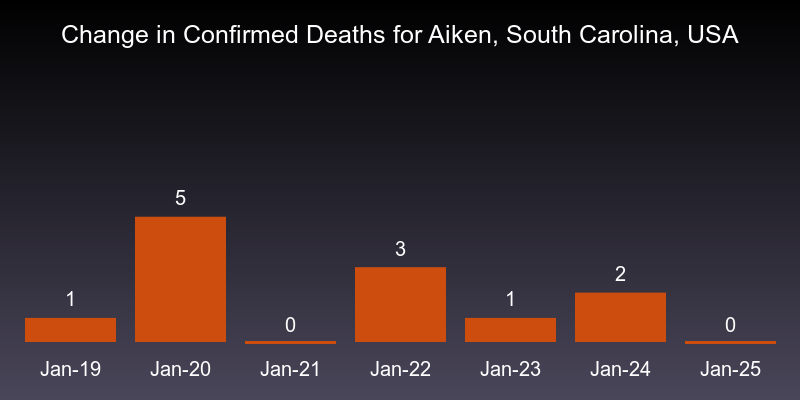 Change in Confirmed Deaths for Aiken, South Carolina, USA
1
5
0
3
1
2
0
Jan-19
Jan-20
Jan-21
Jan-22
Jan-23
Jan-24
Jan-25